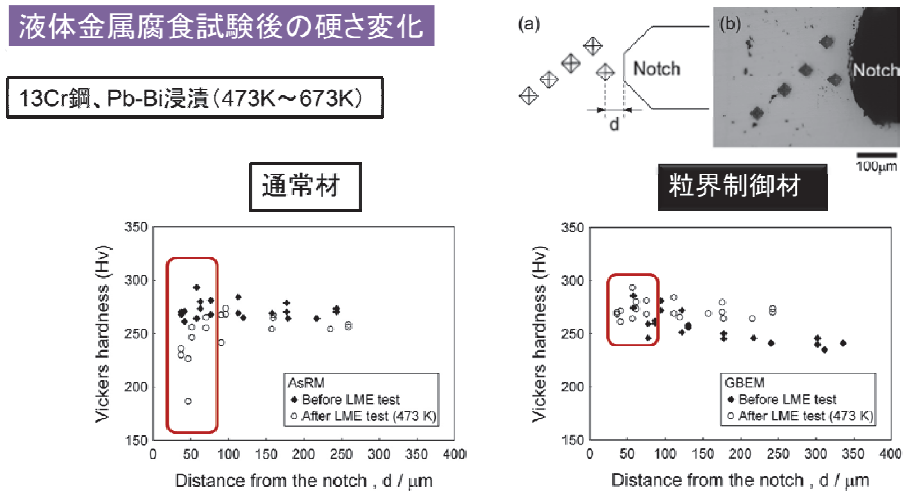 液体金属腐食試験後の硬さ変化
13Cr鋼、Pb-Bi浸漬（473K～673K）
(a)
Notch
d
(b)
Notch
100μm
通常材
350
300
250
200
150
Vickers hardness (Hv)
AsRM
Before LME test
After LME test (473 K)
0 50 100 150 200 250 300 350 400
Distance from the notch , d / μm
粒界制御材
350
300
250
200
150
Vickers hardness (Hv)
GBEM
Before LME test
After LME test (473 K)
0 50 100 150 200 250 300 350 400
Distance from the notch , d / μm